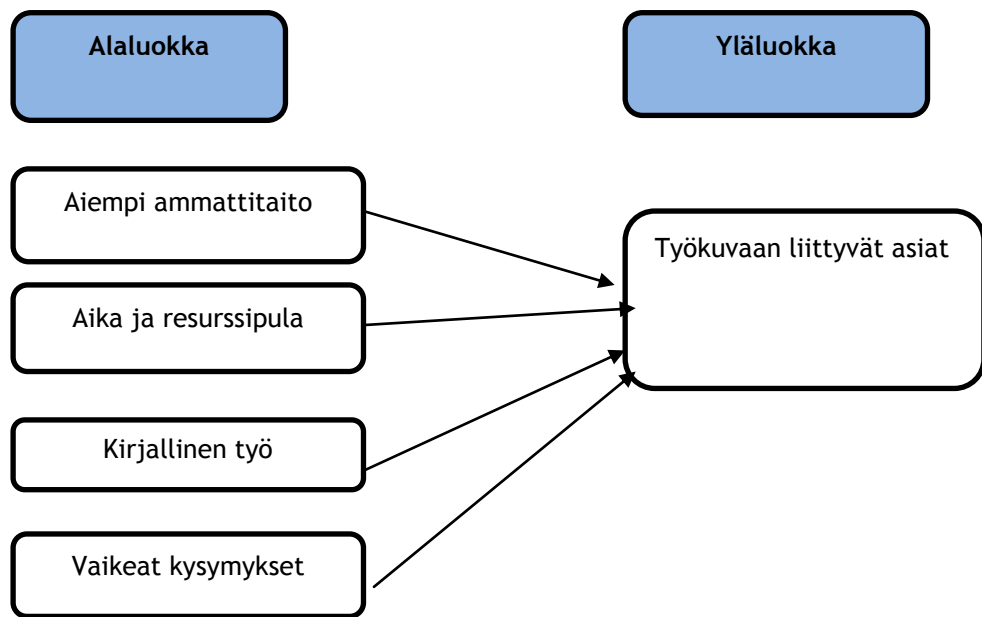 Alaluokka
Yläluokka
Aiempi ammattitaito
Työkuvaan liittyvät asiat
Aika ja resurssipula
Kirjallinen työ
Vaikeat kysymykset